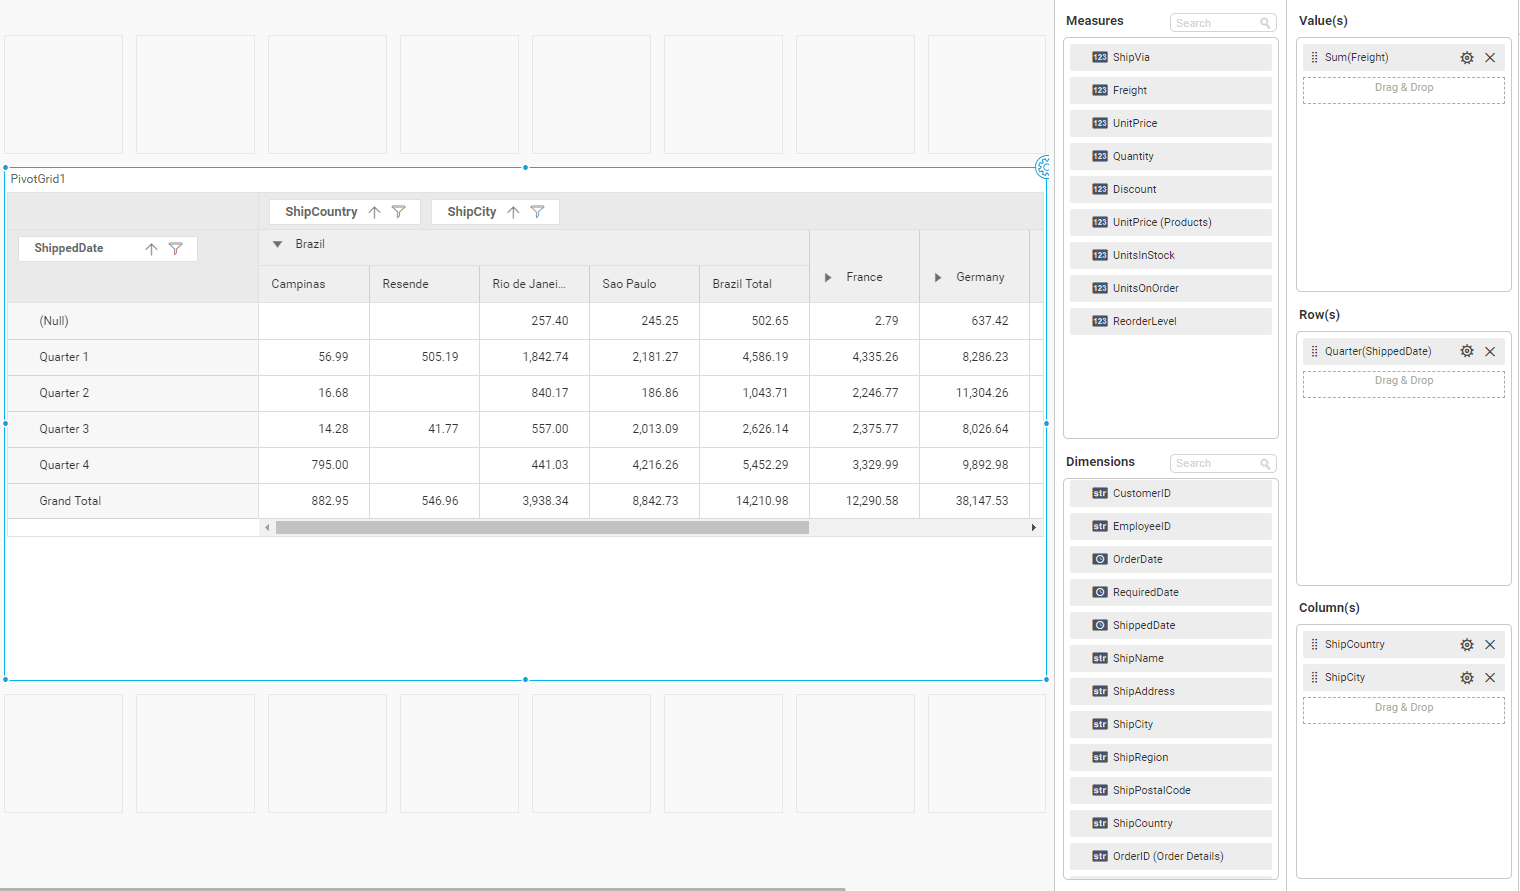 PivotGrid1
ShipCountry ShipCity
ShippedDate
Brazil
France Germany
Campinas Resende Rio de Janei... Sao Paulo Brazil Total
(Null) 257.40 245.25 502.65 2.79 637.42
Quarter 1 56.99 505.19 1,842.74 2,181.27 4,586.19 4,335.26 8,286.23
Quarter 2 16.68 840.17 186.86 1,043.71 2,246.77 11,304.26
Quarter 3 14.28 41.77 557.00 2,013.09 2,626.14 2,375.77 8,026.64
Quarter 4 795.00 441.03 4,216.26 5,452.29 3,329.99 9,892.98
Grand Total 882.95 546.96 3,938.34 8,842.73 14,210.98 12,290.58 38,147.53
Measures Search
123 ShipVia
123 Freight
123 UnitPrice
123 Quantity
123 Discount
123 UnitPrice (Products)
123 UnitsInStock
123 UnitsOnOrder
123 ReorderLevel
Dimensions Search
str CustomerID
str EmployeeID
OrderDate
RequiredDate
ShippedDate
str ShipName
str ShipAddress
str ShipCity
str ShipRegion
str ShipPostalCode
str ShipCountry
str OrderID (Order Details)
Value(s)
Sum(Freight)
Drag & Drop
Row(s)
Quarter(ShippedDate)
Drag & Drop
Column(s)
ShipCountry
ShipCity
Drag & Drop